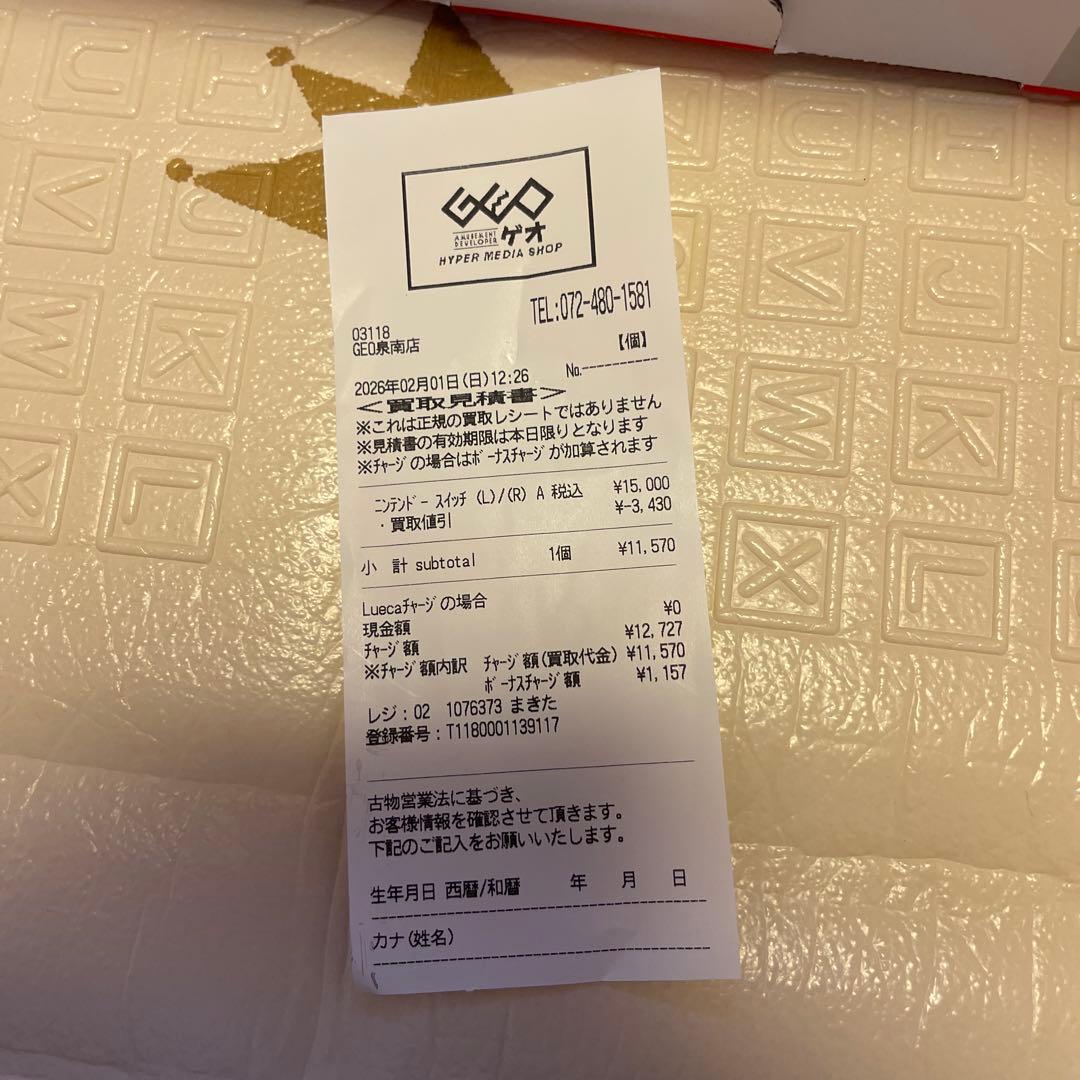 GEO
AMUSEMENT
DEVELOPER ゲオ
HYPER MEDIA SHOP
TEL:072-480-1581
03118
GEO泉南店
【個】
2026年02月01日(日)12:26 No.-----------
＜買取見積書＞
※これは正規の買取レシートではありません
※見積書の有効期限は本日限りとなります
※ﾁｬｰｼﾞの場合はﾎﾞｰﾅｽﾁｬｰｼﾞが加算されます
ﾆﾝﾃﾝﾄﾞｰ ｽｲｯﾁ (L)/(R) A 税込 ¥15,000
・買取値引 ¥-3,430
小 計 subtotal 1個 ¥11,570
Luecaﾁｬｰｼﾞの場合
現金額 ¥0
ﾁｬｰｼﾞ額 ¥12,727
※ﾁｬｰｼﾞ額内訳 ﾁｬｰｼﾞ額(買取代金) ¥11,570
ﾎﾞｰﾅｽﾁｬｰｼﾞ額 ¥1,157
レジ:02 1076373 まきた
登録番号:T1180001139117
古物営業法に基づき、
お客様情報を確認させて頂きます。
下記のご記入をお願いいたします。
生年月日 西暦/和暦 年 月 日
カナ(姓名)
U I U I
V J V J
W K W K
X L X L